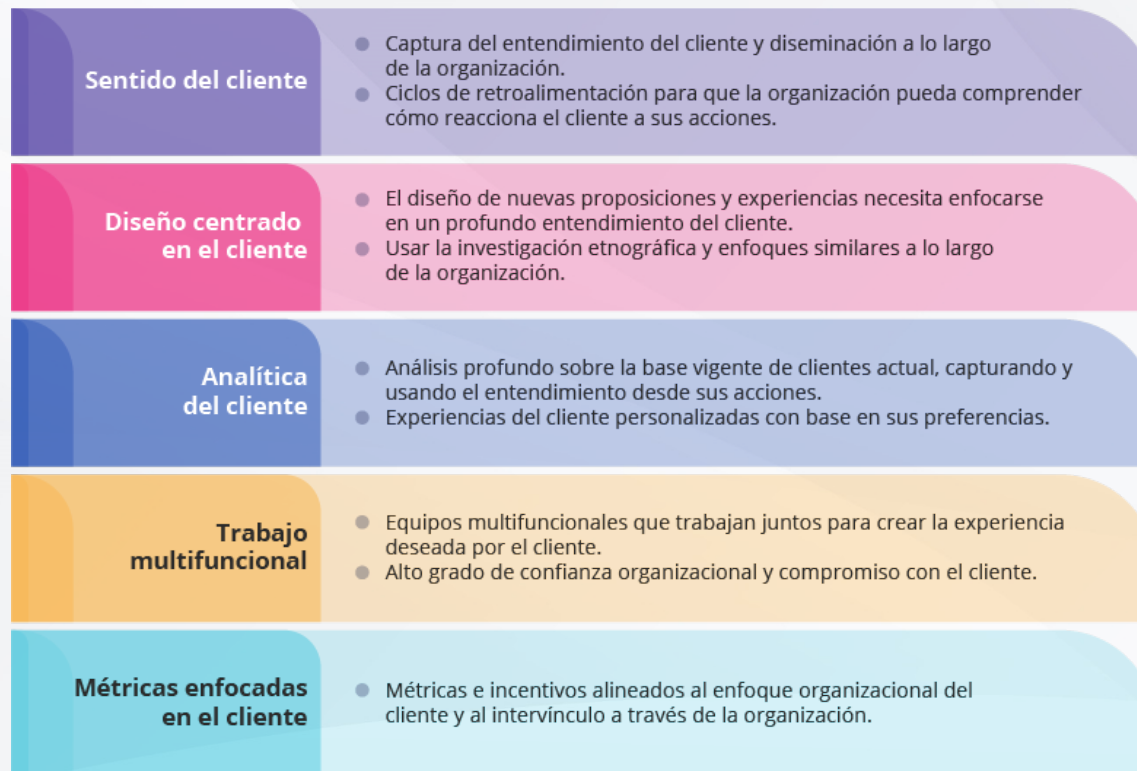 Sentido del cliente
● Captura del entendimiento del cliente y diseminación a lo largo
de la organización.
● Ciclos de retroalimentación para que la organización pueda comprender
cómo reacciona el cliente a sus acciones.
Diseño centrado
en el cliente
● El diseño de nuevas proposiciones y experiencias necesita enfocarse
en un profundo entendimiento del cliente.
● Usar la investigación etnográfica y enfoques similares a lo largo
de la organización.
Analítica
del cliente
● Análisis profundo sobre la base vigente de clientes actual, capturando y
usando el entendimiento desde sus acciones.
● Experiencias del cliente personalizadas con base en sus preferencias.
Trabajo
multifuncional
● Equipos multifuncionales que trabajan juntos para crear la experiencia
deseada por el cliente.
● Alto grado de confianza organizacional y compromiso con el cliente.
Métricas enfocadas
en el cliente
● Métricas e incentivos alineados al enfoque organizacional del
cliente y al intervínculo a través de la organización.